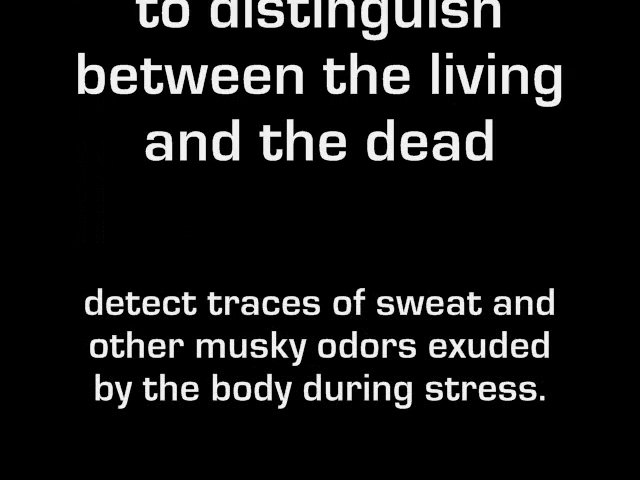 to distinguish
between the living
and the dead
detect traces of sweat and
other musky odors exuded
by the body during stress.